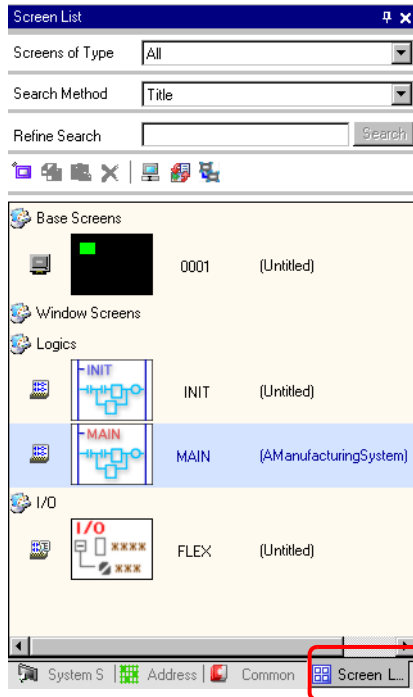 Screen List
Screens of Type All
Search Method Title
Refine Search Search
Base Screens
0001 (Untitled)
Window Screens
Logics
INIT
INIT (Untitled)
MAIN
MAIN (AManufacturingSystem)
I/O
I/O
****
***
FLEX (Untitled)
System S Address Common Screen L...